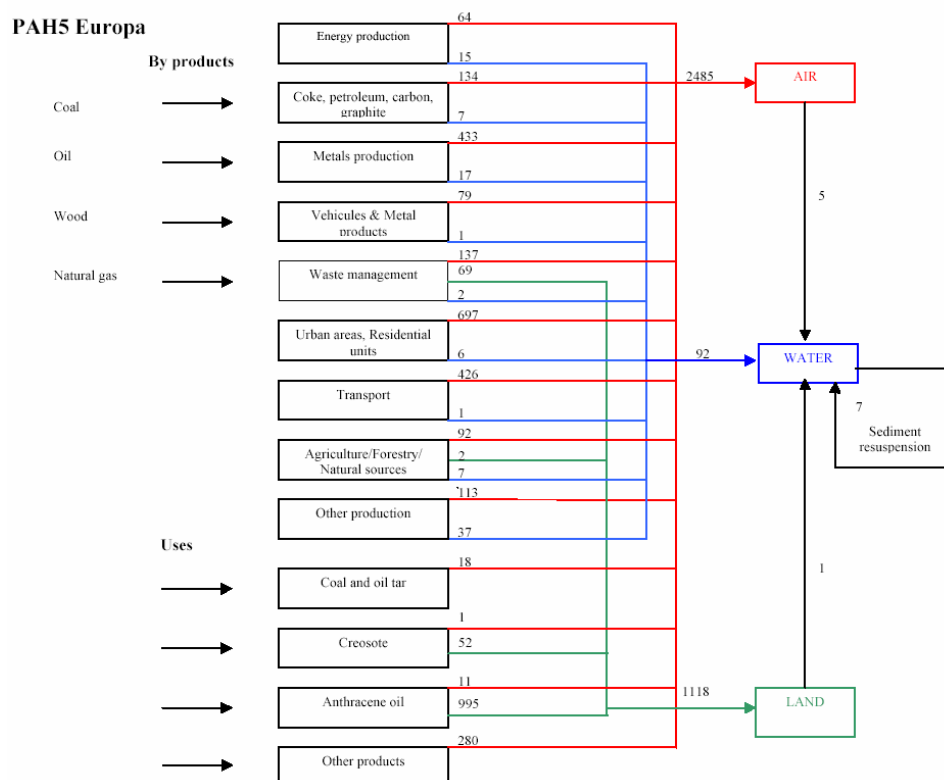 PAH5 Europa
By products
Coal
Oil
Wood
Natural gas
64
Energy production
15
134
Coke, petroleum, carbon,
graphite
7
433
Metals production
17
79
Vehicules & Metal
products
1
137
69
Waste management
2
697
Urban areas, Residential
units
6
426
Transport
1
92
Agriculture/Forestry/
Natural sources
2
7
113
Other production
37
Uses
18
Coal and oil tar
1
Creosote
52
11
Anthracene oil
995
280
Other products
2485
AIR
5
92
WATER
7
Sediment
resuspension
1
1118
LAND